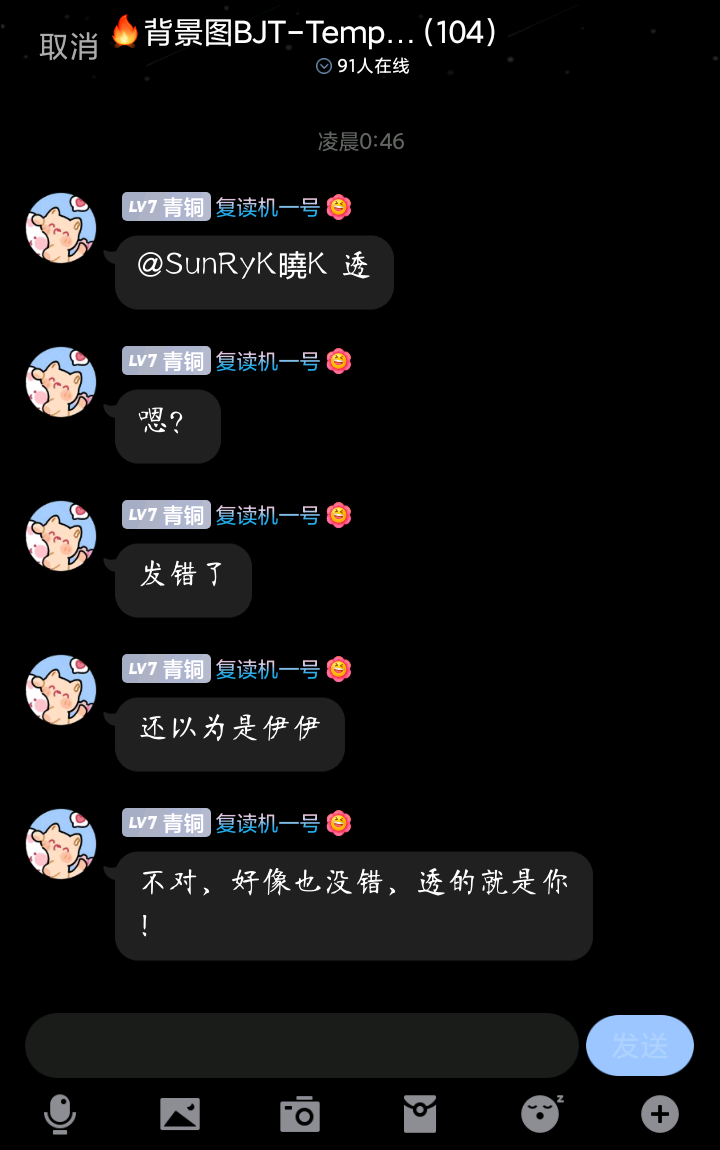 取消
🔥背景图BJT-Temp... (104)
91人在线
凌晨0:46
LV7 青铜 复读机一号
@SunRyK曉K 透
LV7 青铜 复读机一号
嗯?
LV7 青铜 复读机一号
发错了
LV7 青铜 复读机一号
还以为是伊伊
LV7 青铜 复读机一号
不对，好像也没错，透的就是你
！
发送